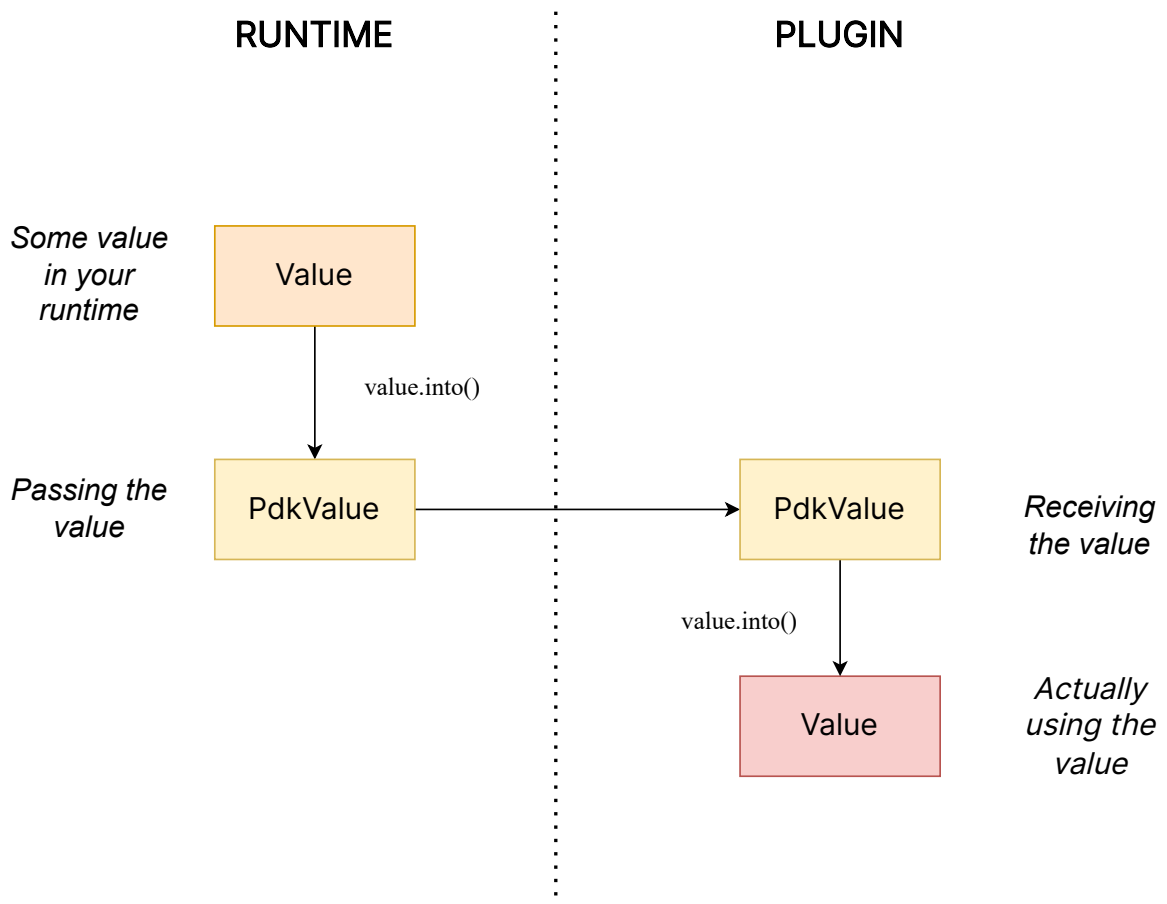 RUNTIME
PLUGIN
Some value
in your
runtime
Value
value.into()
Passing the
value
PdkValue
PdkValue
Receiving
the value
value.into()
Value
Actually
using the
value